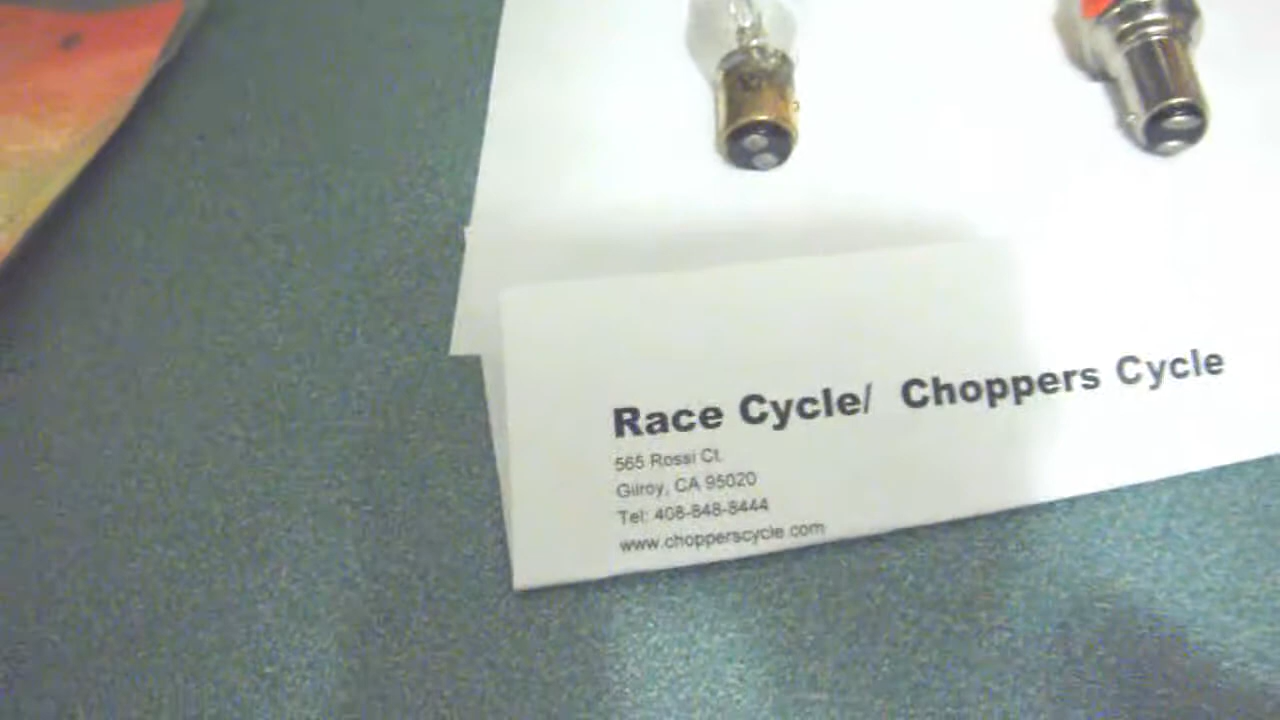 Race Cycle/ Choppers Cycle
565 Rossi Ct.
Gilroy, CA 95020
Tel: 408-848-8444
www.chopperscycle.com